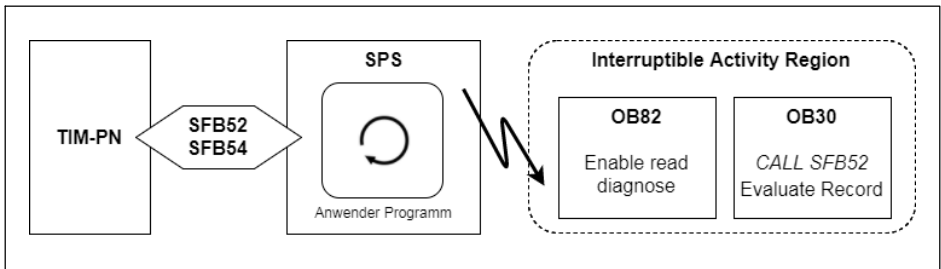 TIM-PN
SFB52
SFB54
SPS
Anwender Programm
Interruptible Activity Region
OB82
Enable read
diagnose
OB30
CALL SFB52
Evaluate Record